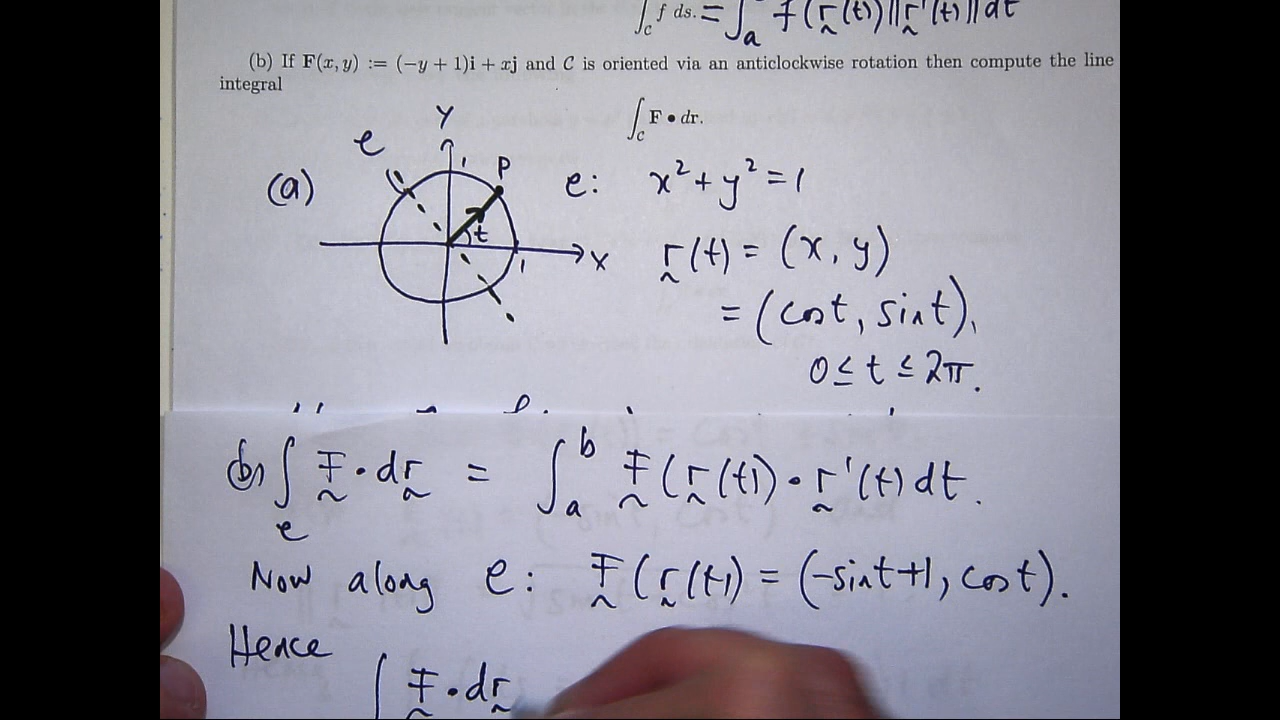 ∫_C f ds. = ∫_a f(r(t)) ||r'(t)|| dt
(b) If F(x, y) := (−y + 1)i + xj and C is oriented via an anticlockwise rotation then compute the line
integral
∫_C F • dr.
(a) C y 1 P t 1 x
C: x² + y² = 1
r(t) = (x, y)
= (cos t, sin t),
0 ≤ t ≤ 2π.
(b) ∫_C F • dr = ∫_a^b F(r(t)) • r'(t) dt.
Now along C: F(r(t)) = (-sin t + 1, cos t).
Hence
∫ F • dr